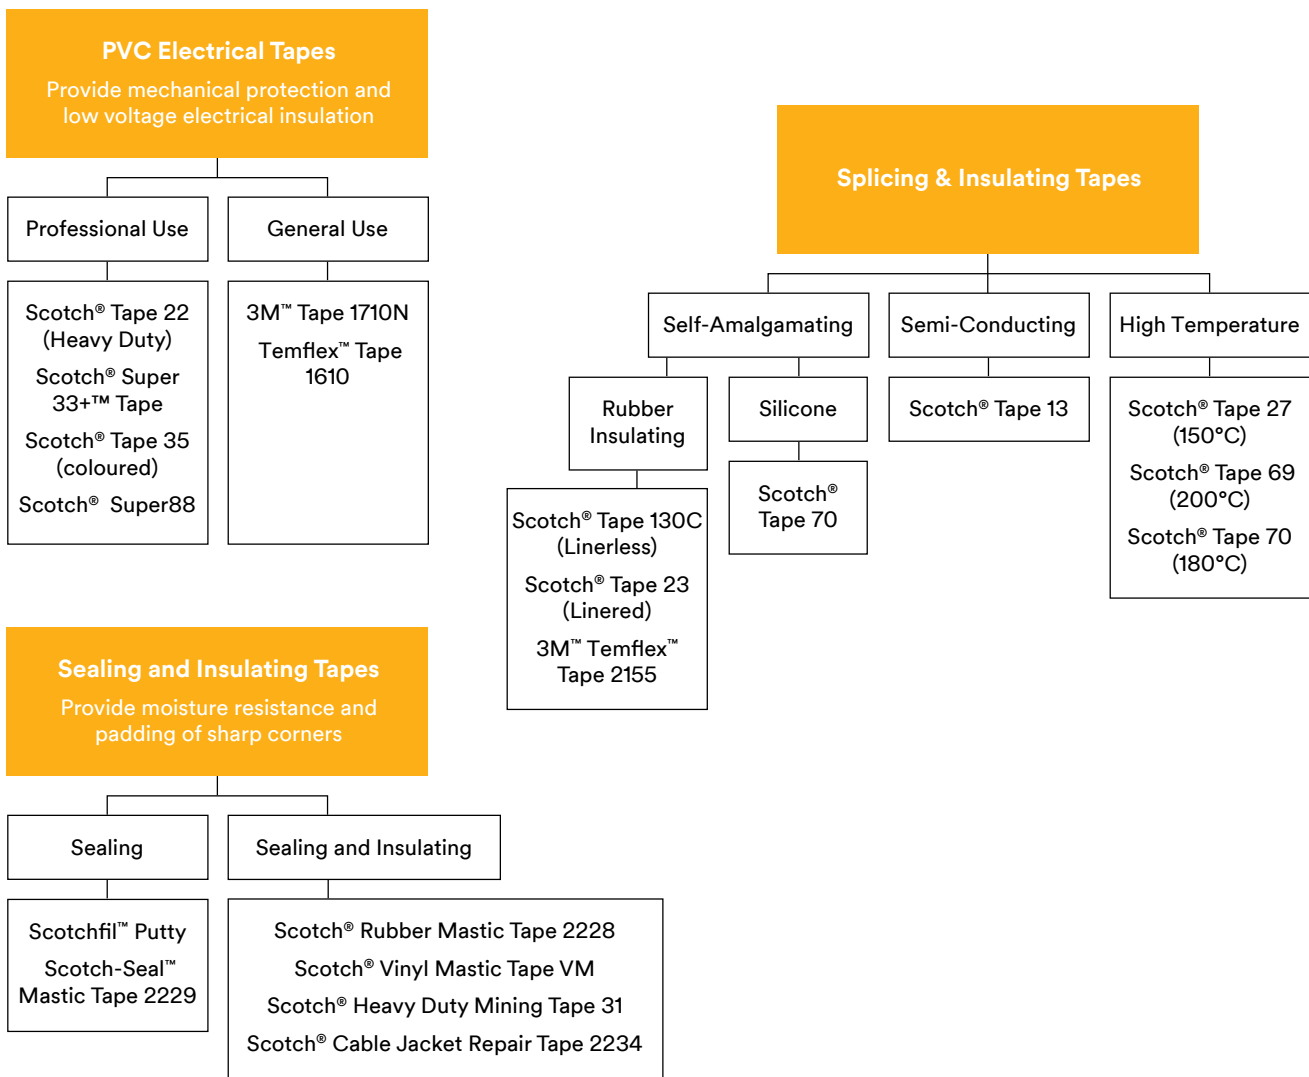 PVC Electrical Tapes
Provide mechanical protection and
low voltage electrical insulation
Professional Use
General Use
Scotch® Tape 22
(Heavy Duty)
Scotch® Super
33+™ Tape
Scotch® Tape 35
(coloured)
Scotch® Super88
3M™ Tape 1710N
Temflex™ Tape
1610
Splicing & Insulating Tapes
Self-Amalgamating
Semi-Conducting
High Temperature
Rubber
Insulating
Silicone
Scotch® Tape 13
Scotch® Tape 27
(150°C)
Scotch® Tape 69
(200°C)
Scotch® Tape 70
(180°C)
Scotch® Tape 130C
(Linerless)
Scotch® Tape 23
(Linered)
3M™ Temflex™
Tape 2155
Scotch®
Tape 70
Sealing and Insulating Tapes
Provide moisture resistance and
padding of sharp corners
Sealing
Sealing and Insulating
Scotchfil™ Putty
Scotch-Seal™
Mastic Tape 2229
Scotch® Rubber Mastic Tape 2228
Scotch® Vinyl Mastic Tape VM
Scotch® Heavy Duty Mining Tape 31
Scotch® Cable Jacket Repair Tape 2234